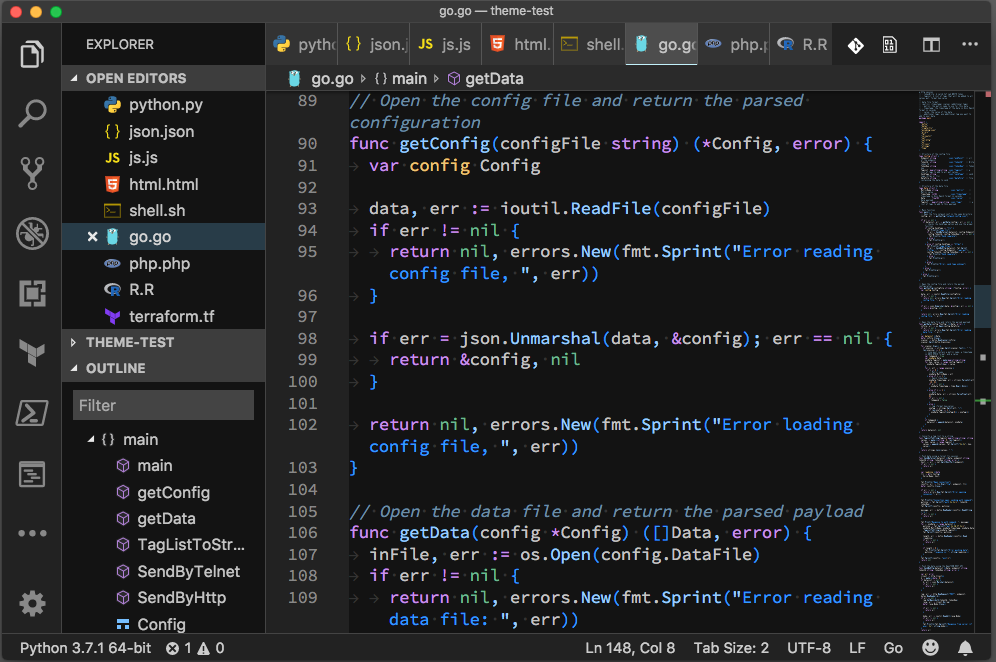 go.go — theme-test
EXPLORER
OPEN EDITORS
python.py
{ } json.json
JS js.js
html.html
shell.sh
× go.go
php.php
R.R
terraform.tf
THEME-TEST
OUTLINE
Filter
{ } main
main
getConfig
getData
TagListToStr...
SendByTelnet
SendByHttp
Config
{ } json.j
JS js.js
html.
shell.
go.go
php.p
R.R
go.go › { } main › getData
89 // Open the config file and return the parsed
configuration
90 func getConfig(configFile string) (*Config, error) {
91 var config Config
92
93 data, err := ioutil.ReadFile(configFile)
94 if err != nil {
95 return nil, errors.New(fmt.Sprint("Error reading
config file, ", err))
96 }
97
98 if err = json.Unmarshal(data, &config); err == nil {
99 return &config, nil
100 }
101
102 return nil, errors.New(fmt.Sprint("Error loading
config file, ", err))
103 }
104
105 // Open the data file and return the parsed payload
106 func getData(config *Config) ([]Data, error) {
107 inFile, err := os.Open(config.DataFile)
108 if err != nil {
109 return nil, errors.New(fmt.Sprint("Error reading
data file: ", err))
Python 3.7.1 64-bit 1 0 Ln 148, Col 8 Tab Size: 2 UTF-8 LF Go